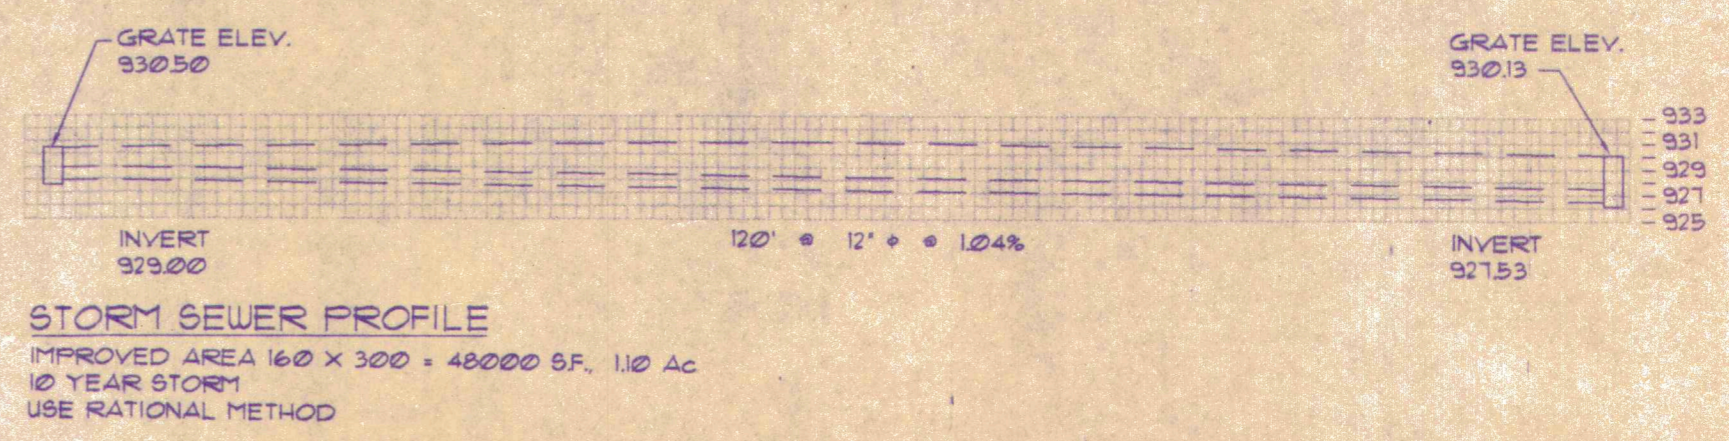 GRATE ELEV.
930.50
GRATE ELEV.
930.13
933
931
929
927
925
INVERT
929.00
120' @ 12" ⌀ @ 1.04%
INVERT
927.53
STORM SEWER PROFILE
IMPROVED AREA 160 X 300 = 48000 S.F., 1.10 Ac
10 YEAR STORM
USE RATIONAL METHOD